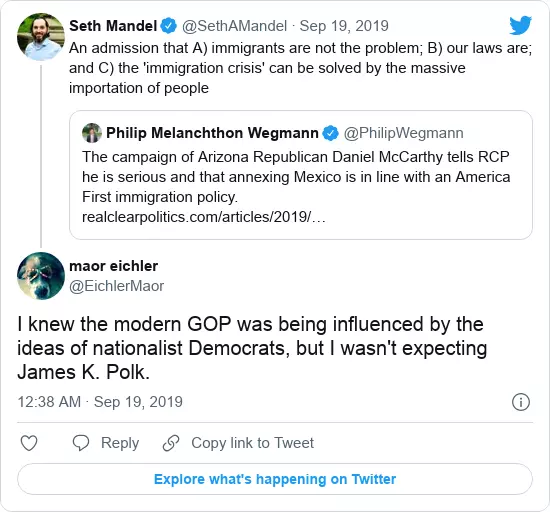 Seth Mandel @SethAMandel · Sep 19, 2019
An admission that A) immigrants are not the problem; B) our laws are;
and C) the 'immigration crisis' can be solved by the massive
importation of people
Philip Melanchthon Wegmann @PhilipWegmann
The campaign of Arizona Republican Daniel McCarthy tells RCP
he is serious and that annexing Mexico is in line with an America
First immigration policy.
realclearpolitics.com/articles/2019/…
maor eichler
@EichlerMaor
I knew the modern GOP was being influenced by the
ideas of nationalist Democrats, but I wasn't expecting
James K. Polk.
12:38 AM · Sep 19, 2019
Reply Copy link to Tweet
Explore what's happening on Twitter